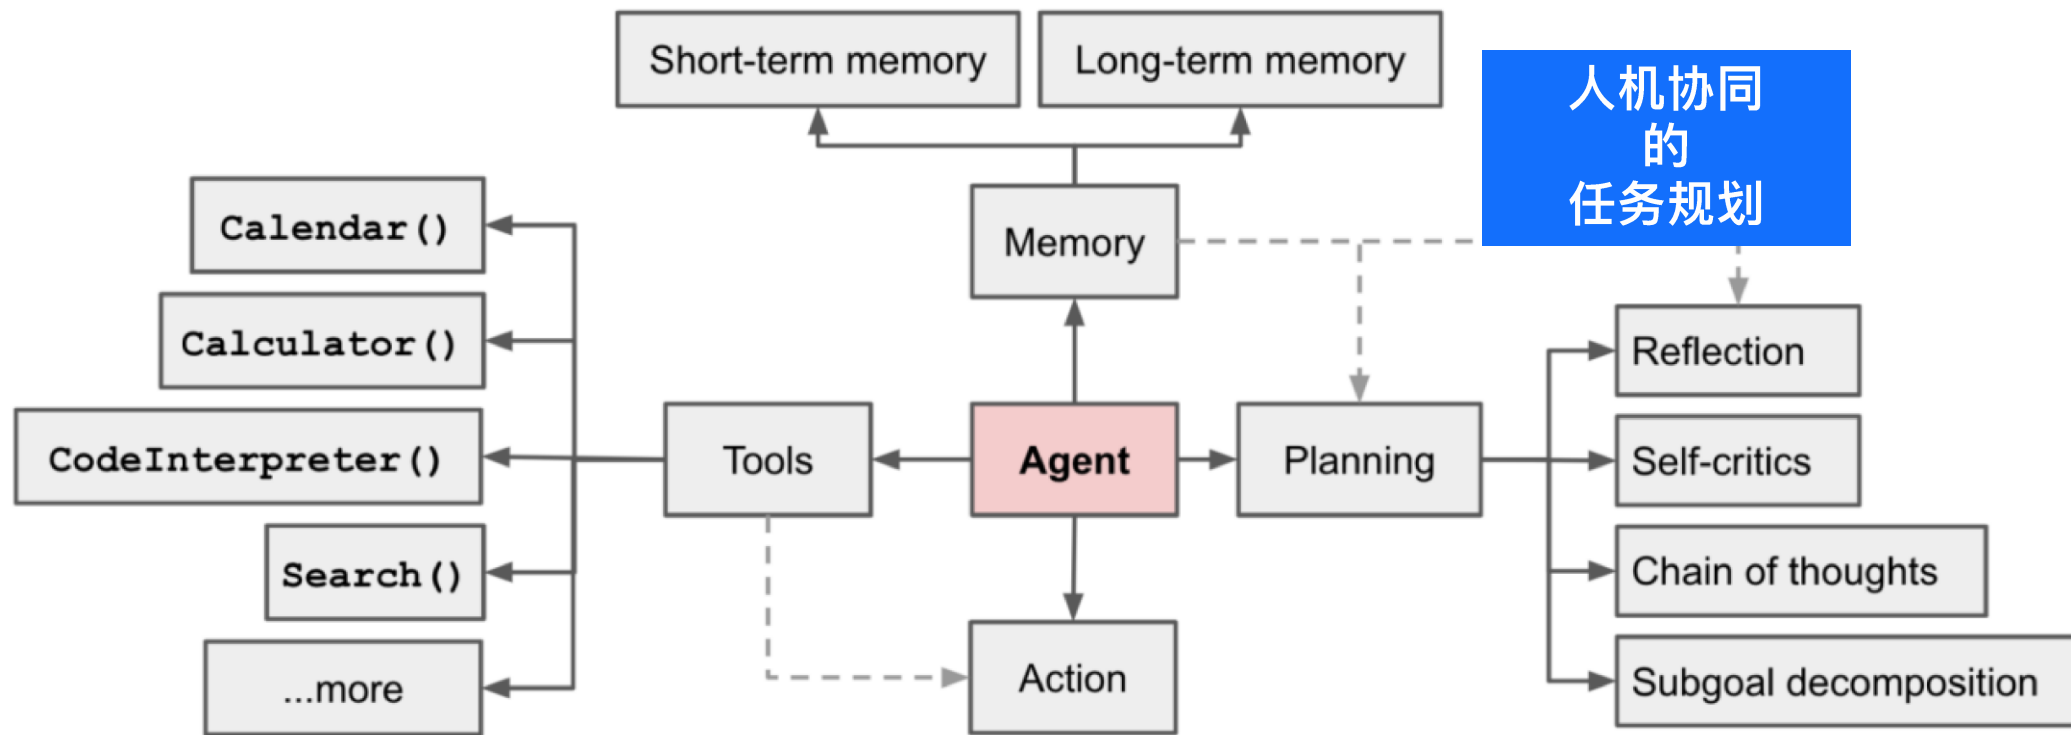 Short-term memory
Long-term memory
人机协同
的
任务规划
Calendar()
Memory
Calculator()
Reflection
CodeInterpreter()
Tools
Agent
Planning
Self-critics
Search()
Chain of thoughts
...more
Action
Subgoal decomposition